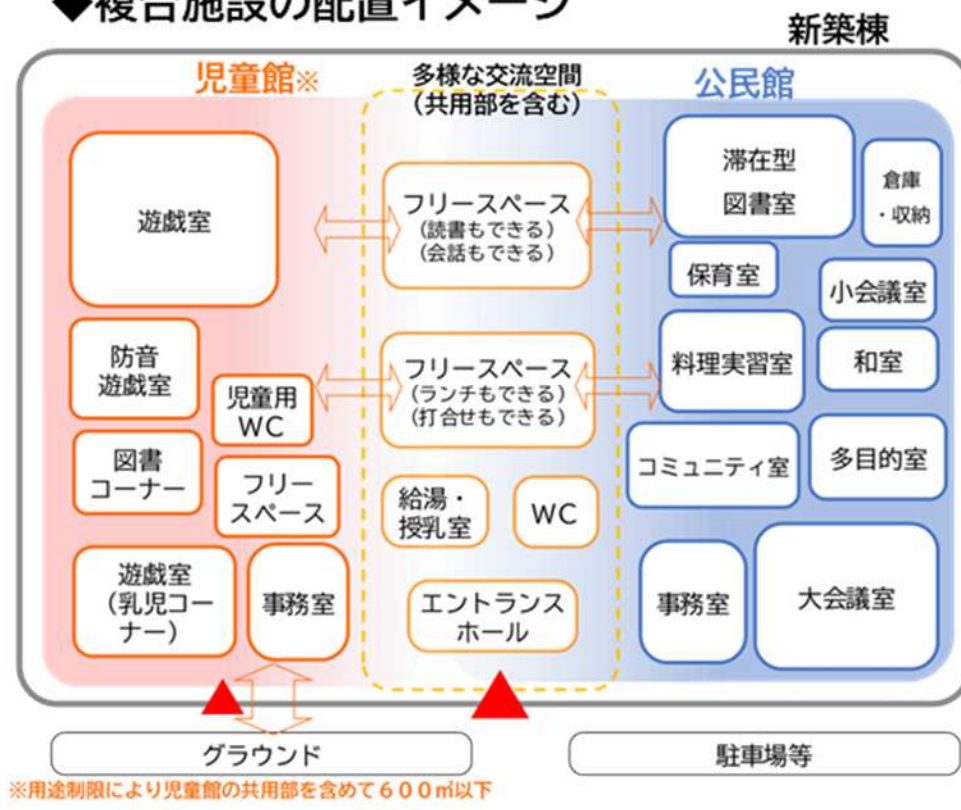 ◆複合施設の配置イメージ
新築棟
児童館※
多様な交流空間
(共用部を含む)
公民館
遊戯室
防音
遊戯室
児童用
WC
図書
コーナー
フリー
スペース
遊戯室
(乳児コー
ナー)
事務室
フリースペース
(読書もできる)
(会話もできる)
フリースペース
(ランチもできる)
(打合せもできる)
給湯・
授乳室
WC
エントランス
ホール
滞在型
図書室
倉庫
・収納
保育室
小会議室
料理実習室
和室
コミュニティ室
多目的室
事務室
大会議室
グラウンド
駐車場等
※用途制限により児童館の共用部を含めて600㎡以下